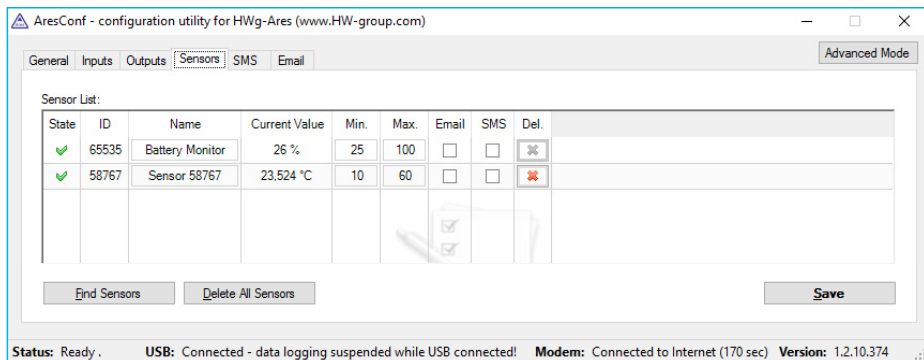 AresConf - configuration utility for HWg-Ares (www.HW-group.com)
General Inputs Outputs Sensors SMS Email Advanced Mode
Sensor List:
State ID Name Current Value Min. Max. Email SMS Del.
65535 Battery Monitor 26 % 25 100
58767 Sensor 58767 23,524 °C 10 60
Find Sensors Delete All Sensors Save
Status: Ready . USB: Connected - data logging suspended while USB connected! Modem: Connected to Internet (170 sec) Version: 1.2.10.374